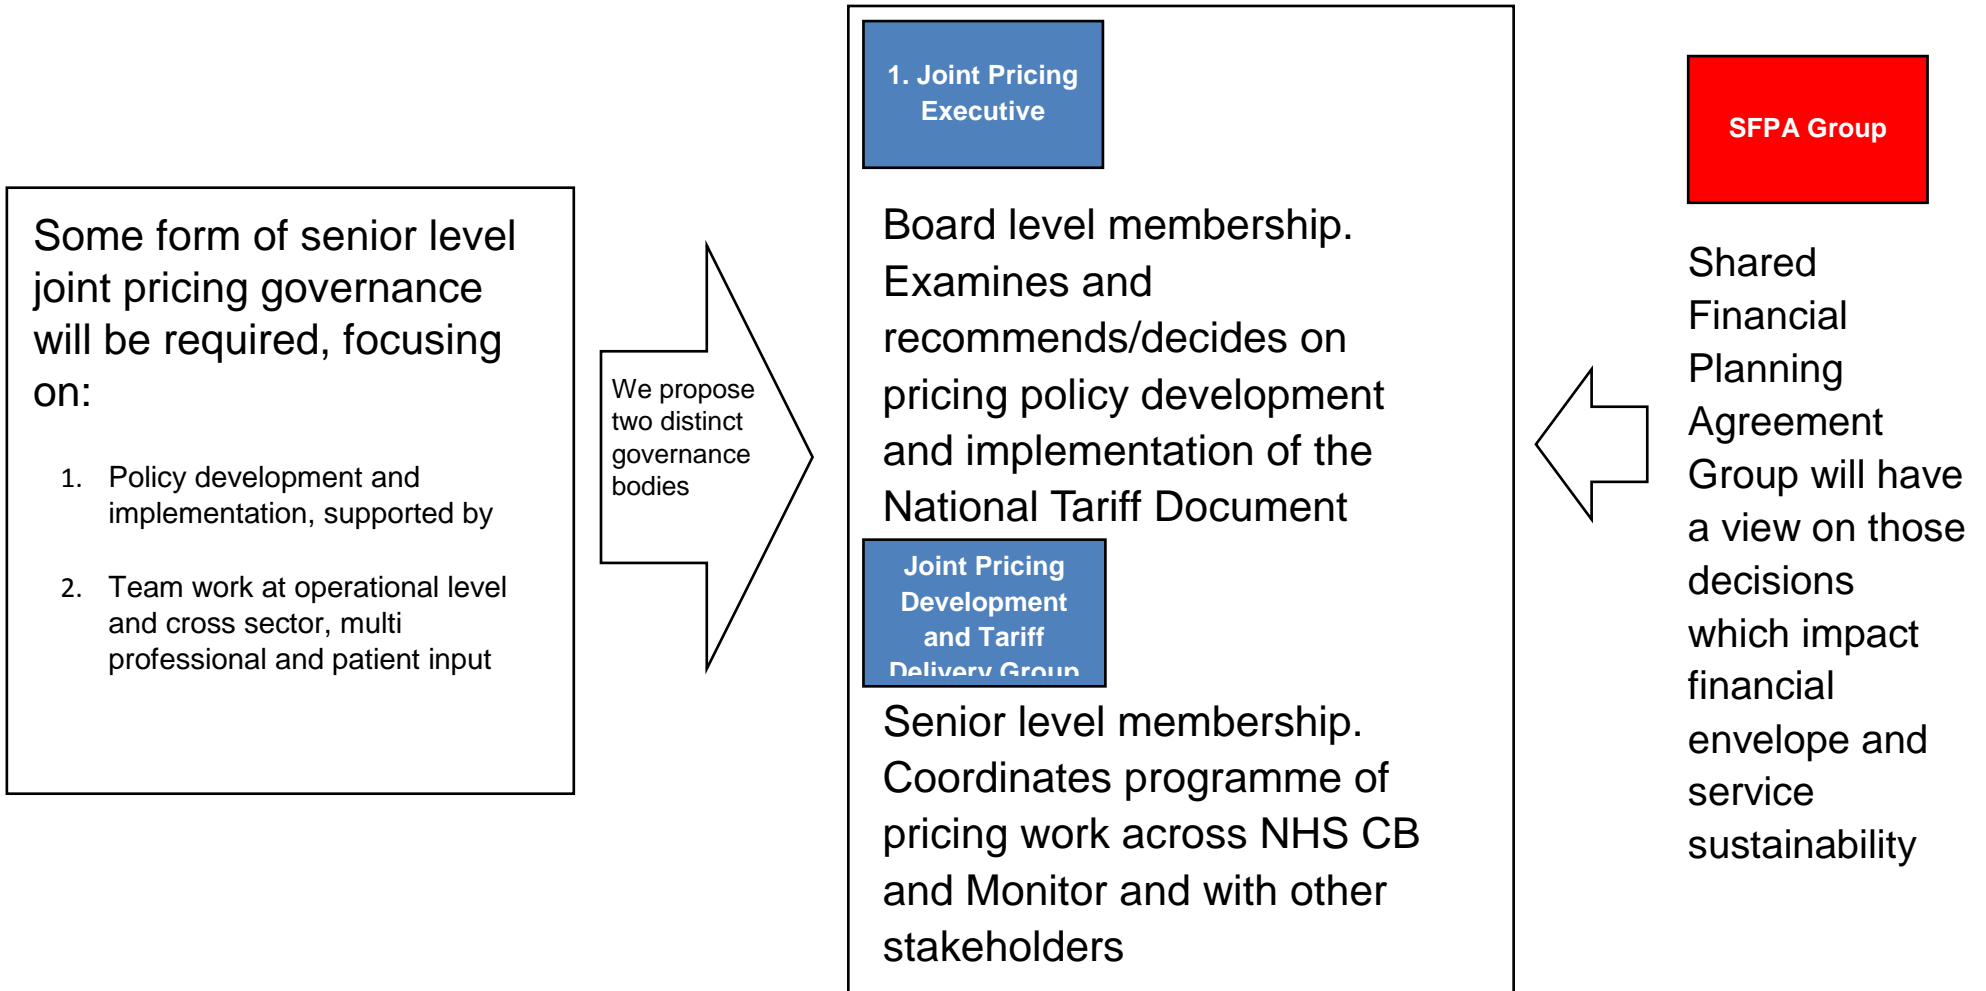 Some form of senior level
joint pricing governance
will be required, focusing
on:
1. Policy development and
implementation, supported by
2. Team work at operational level
and cross sector, multi
professional and patient input
We propose
two distinct
governance
bodies
1. Joint Pricing
Executive
Board level membership.
Examines and
recommends/decides on
pricing policy development
and implementation of the
National Tariff Document
Joint Pricing
Development
and Tariff
Delivery Group
Senior level membership.
Coordinates programme of
pricing work across NHS CB
and Monitor and with other
stakeholders
SFPA Group
Shared
Financial
Planning
Agreement
Group will have
a view on those
decisions
which impact
financial
envelope and
service
sustainability